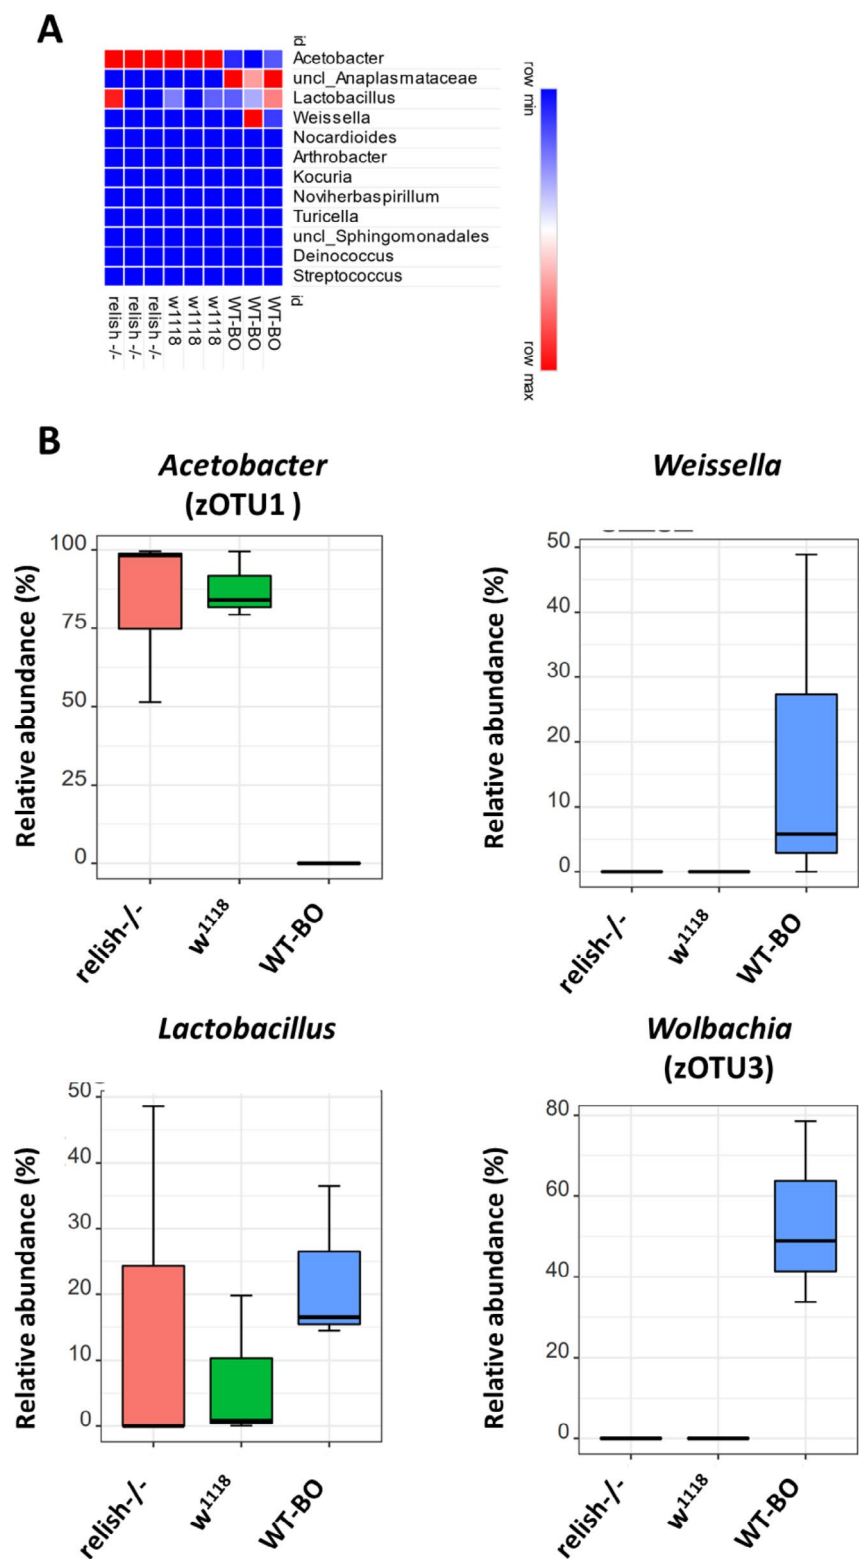 A
id
Acetobacter
uncl_Anaplasmataceae
Lactobacillus
Weissella
Nocardioides
Arthrobacter
Kocuria
Noviherbaspirillum
Turicella
uncl_Sphingomonadales
Deinococcus
Streptococcus
id
relish -/-
relish -/-
relish -/-
w1118
w1118
w1118
WT-BO
WT-BO
WT-BO
row min
row max
B
Acetobacter
(zOTU1 )
Relative abundance (%)
100
75
50
25
0
relish-/-
w1118
WT-BO
Weissella
Relative abundance (%)
50
40
30
20
10
0
relish-/-
w1118
WT-BO
Lactobacillus
Relative abundance (%)
50
40
30
20
10
0
relish-/-
w1118
WT-BO
Wolbachia
(zOTU3)
Relative abundance (%)
80
60
40
20
0
relish-/-
w1118
WT-BO